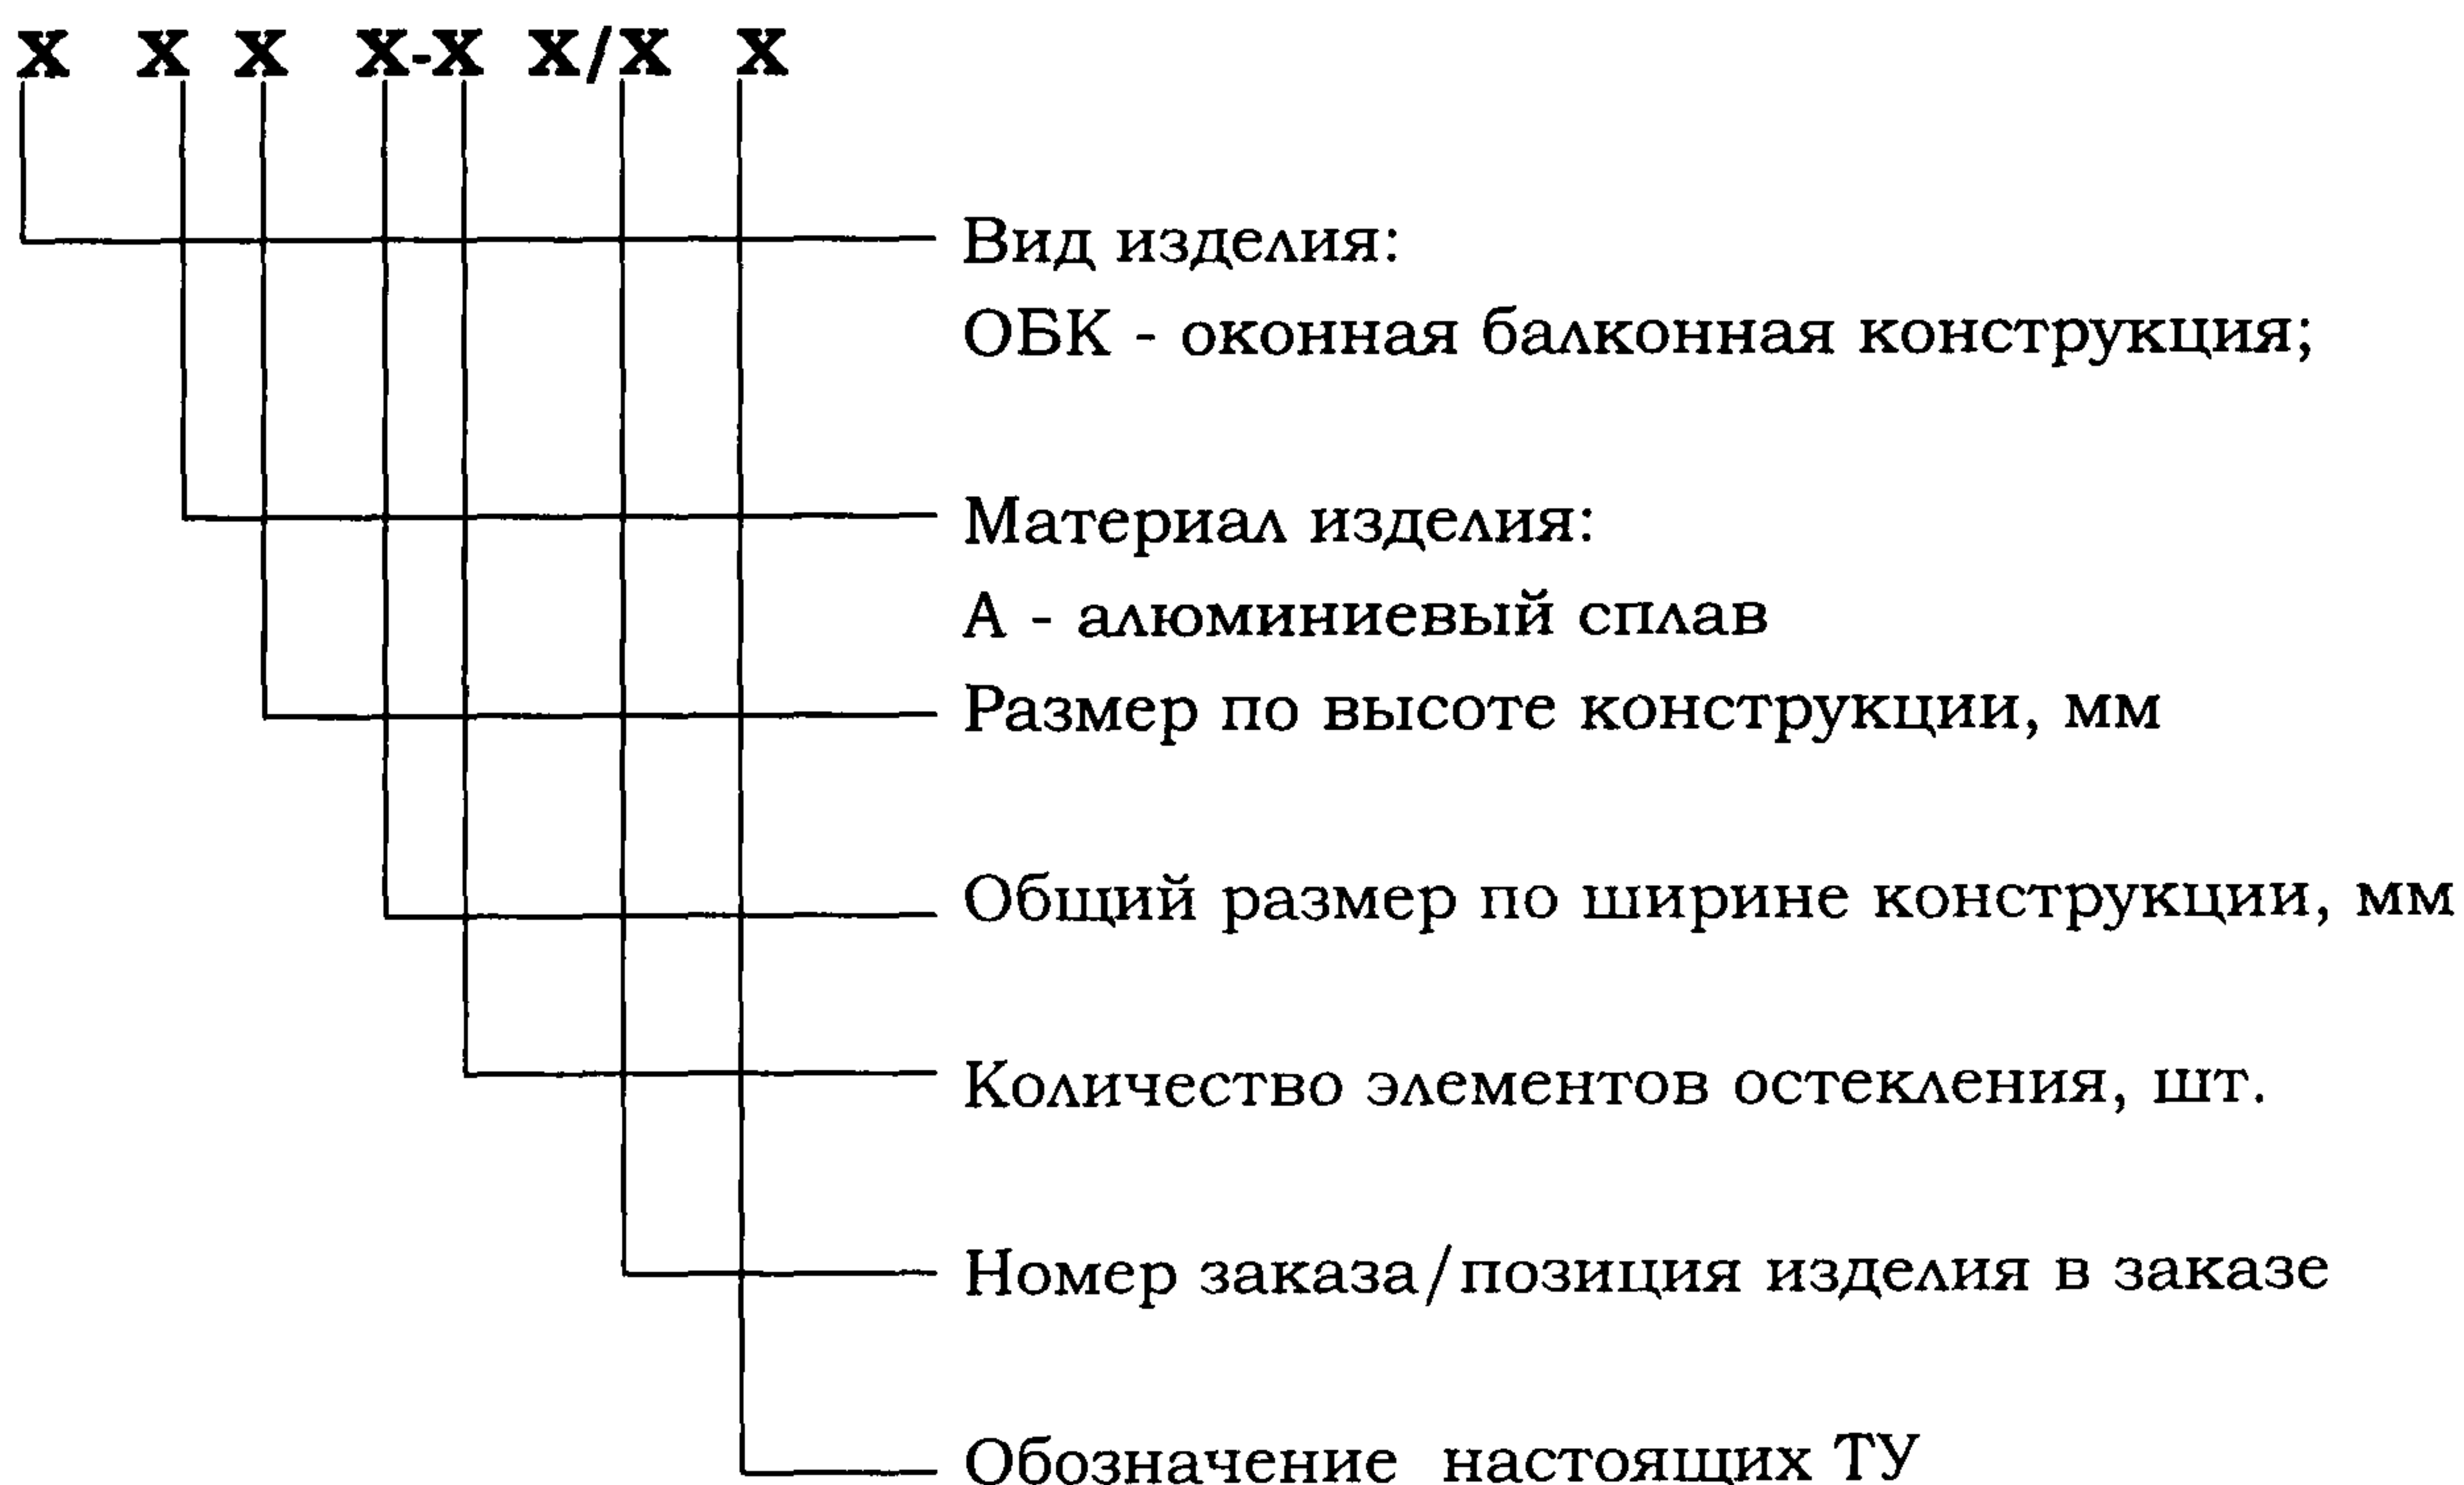 Х Х Х Х-Х Х/Х Х
Вид изделия:
ОБК - оконная балконная конструкция;
Материал изделия:
А - алюминиевый сплав
Размер по высоте конструкции, мм
Общий размер по ширине конструкции, мм
Количество элементов остекления, шт.
Номер заказа/позиция изделия в заказе
Обозначение настоящих ТУ